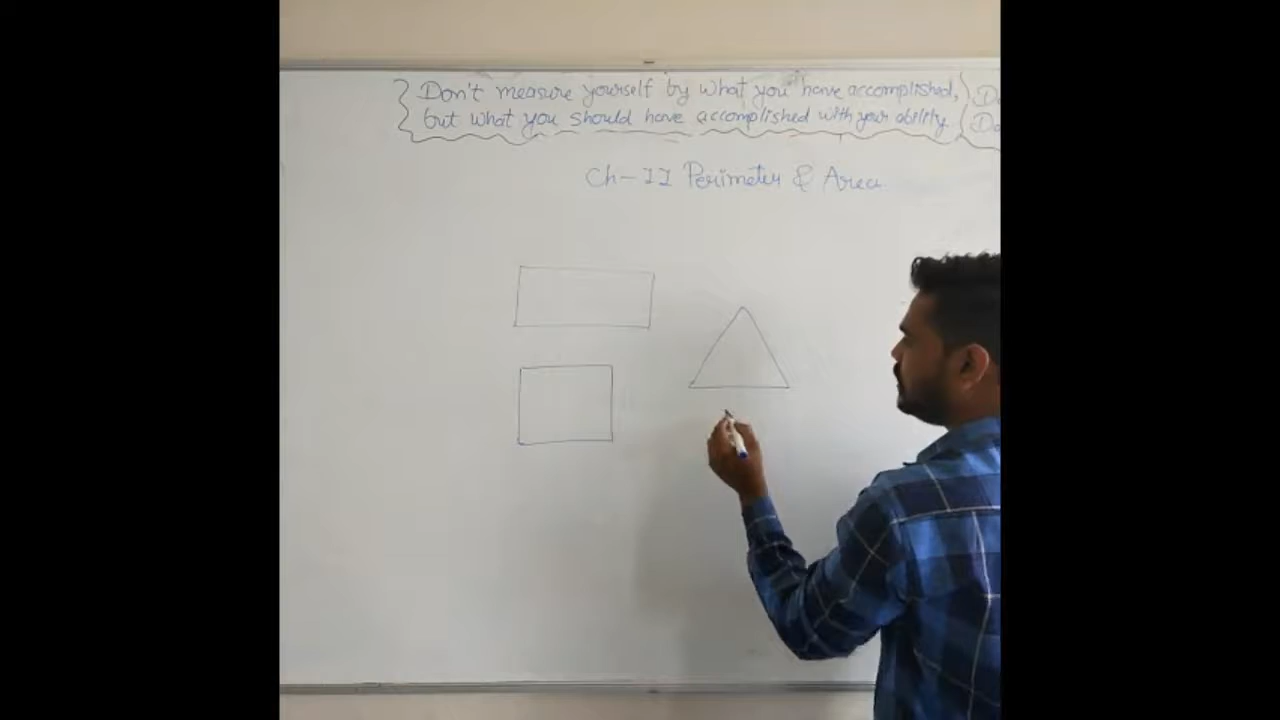 Don't measure yourself by what you have accomplished,
but what you should have accomplished with your ability
Ch-11 Perimeter & Area